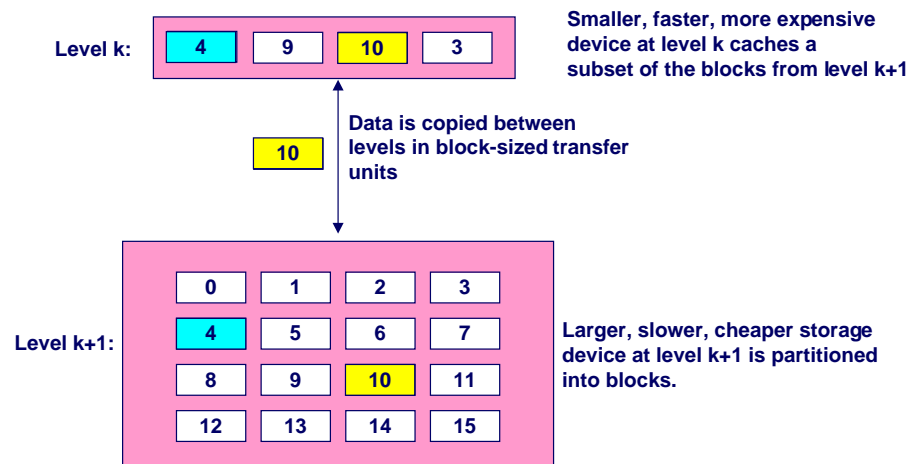 Level k:
4 9 10 3
Smaller, faster, more expensive
device at level k caches a
subset of the blocks from level k+1
Data is copied between
levels in block-sized transfer
units
10
Level k+1:
0 1 2 3
4 5 6 7
8 9 10 11
12 13 14 15
Larger, slower, cheaper storage
device at level k+1 is partitioned
into blocks.